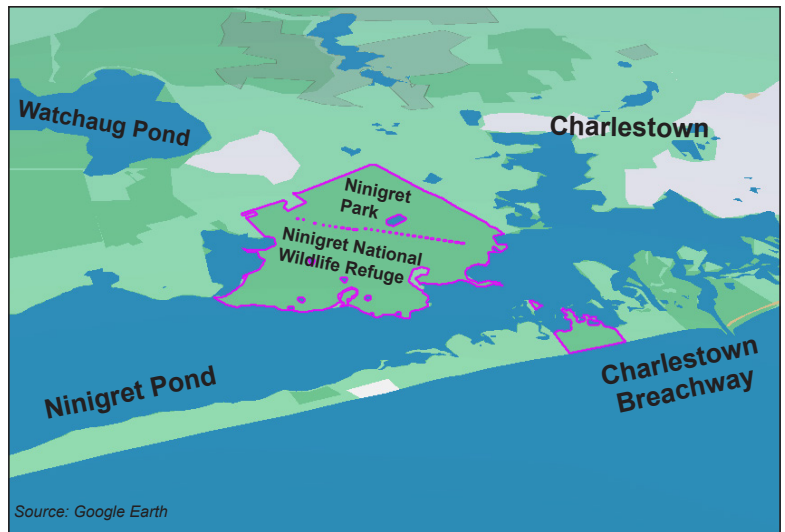 Watchaug Pond
Charlestown
Ninigret
Park
Ninigret National
Wildlife Refuge
Ninigret Pond
Charlestown
Breachway
Source: Google Earth